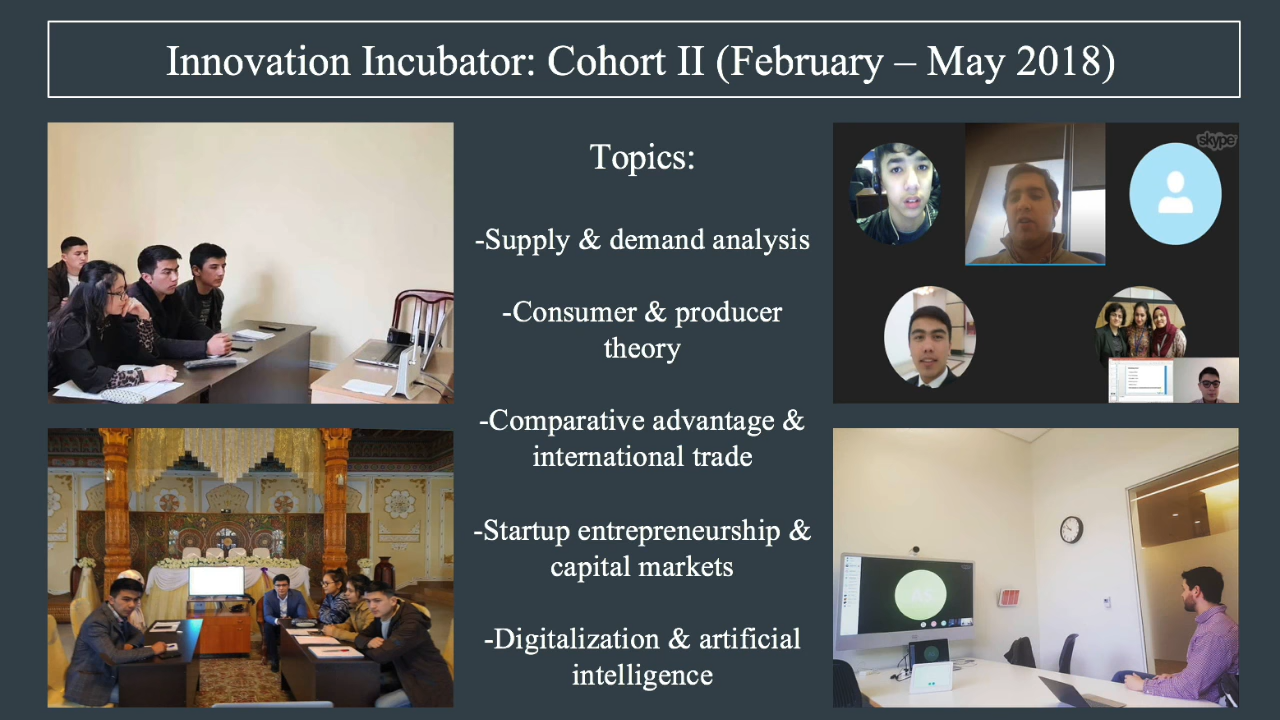 Innovation Incubator: Cohort II (February – May 2018)
Topics:
-Supply & demand analysis
-Consumer & producer
theory
-Comparative advantage &
international trade
-Startup entrepreneurship &
capital markets
-Digitalization & artificial
intelligence
skype